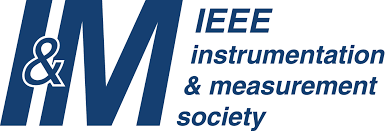 I&M
IEEE
instrumentation
& measurement
society